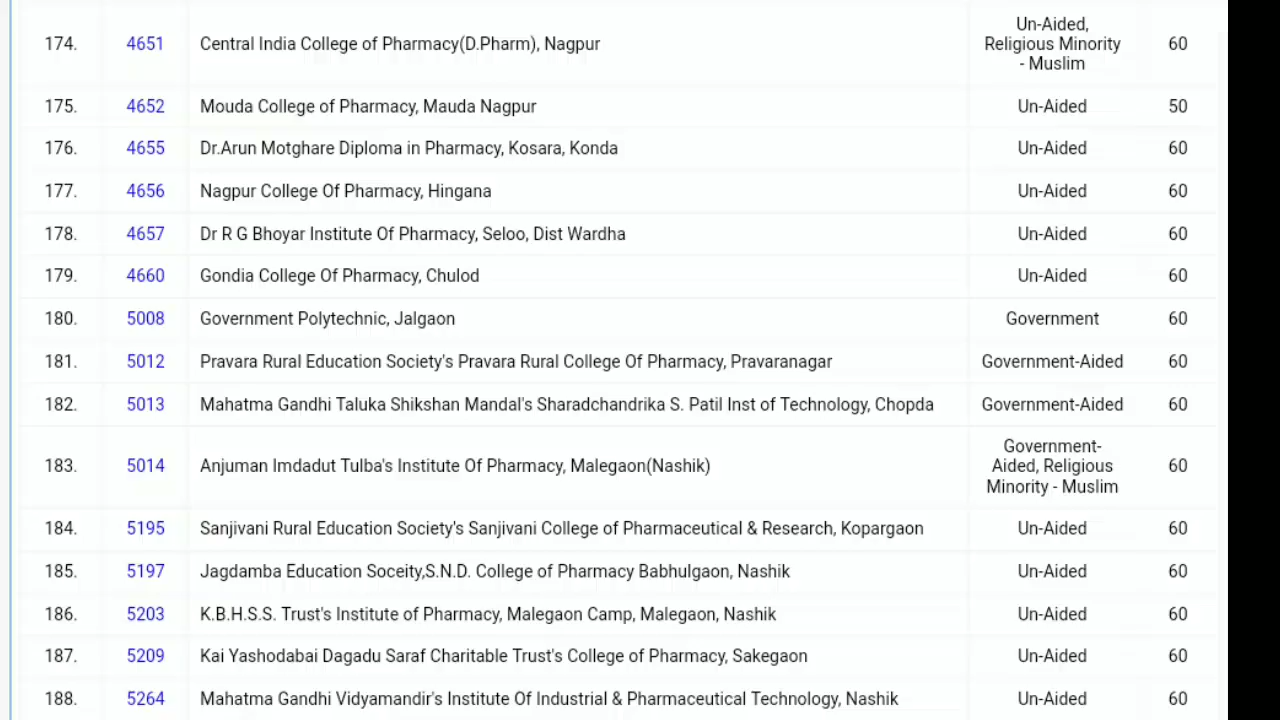 Un-Aided,
174. 4651 Central India College of Pharmacy(D.Pharm), Nagpur Religious Minority 60
- Muslim
175. 4652 Mouda College of Pharmacy, Mauda Nagpur Un-Aided 50
176. 4655 Dr.Arun Motghare Diploma in Pharmacy, Kosara, Konda Un-Aided 60
177. 4656 Nagpur College Of Pharmacy, Hingana Un-Aided 60
178. 4657 Dr R G Bhoyar Institute Of Pharmacy, Seloo, Dist Wardha Un-Aided 60
179. 4660 Gondia College Of Pharmacy, Chulod Un-Aided 60
180. 5008 Government Polytechnic, Jalgaon Government 60
181. 5012 Pravara Rural Education Society's Pravara Rural College Of Pharmacy, Pravaranagar Government-Aided 60
182. 5013 Mahatma Gandhi Taluka Shikshan Mandal's Sharadchandrika S. Patil Inst of Technology, Chopda Government-Aided 60
Government-
183. 5014 Anjuman Imdadut Tulba's Institute Of Pharmacy, Malegaon(Nashik) Aided, Religious 60
Minority - Muslim
184. 5195 Sanjivani Rural Education Society's Sanjivani College of Pharmaceutical & Research, Kopargaon Un-Aided 60
185. 5197 Jagdamba Education Soceity,S.N.D. College of Pharmacy Babhulgaon, Nashik Un-Aided 60
186. 5203 K.B.H.S.S. Trust's Institute of Pharmacy, Malegaon Camp, Malegaon, Nashik Un-Aided 60
187. 5209 Kai Yashodabai Dagadu Saraf Charitable Trust's College of Pharmacy, Sakegaon Un-Aided 60
188. 5264 Mahatma Gandhi Vidyamandir's Institute Of Industrial & Pharmaceutical Technology, Nashik Un-Aided 60